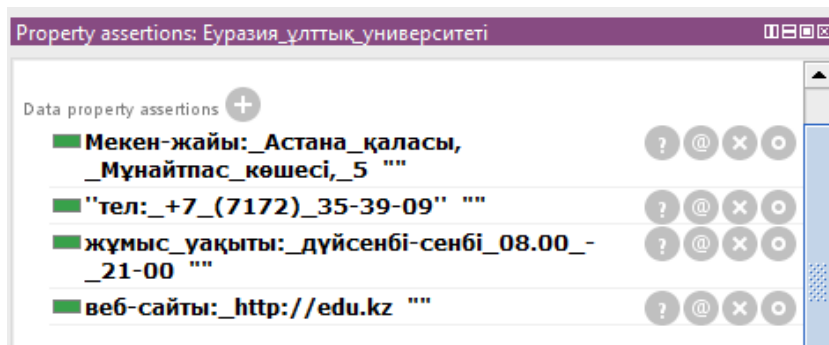 Property assertions: Еуразия_ұлттық_университеті
Data property assertions
Мекен-жайы:_Астана_қаласы,
_Мұнайтпас_көшесі,_5 ""
"тел:_+7_(7172)_35-39-09" ""
жұмыс_уақыты:_дүйсенбі-сенбі_08.00_-
_21-00 ""
веб-сайты:_http://edu.kz ""